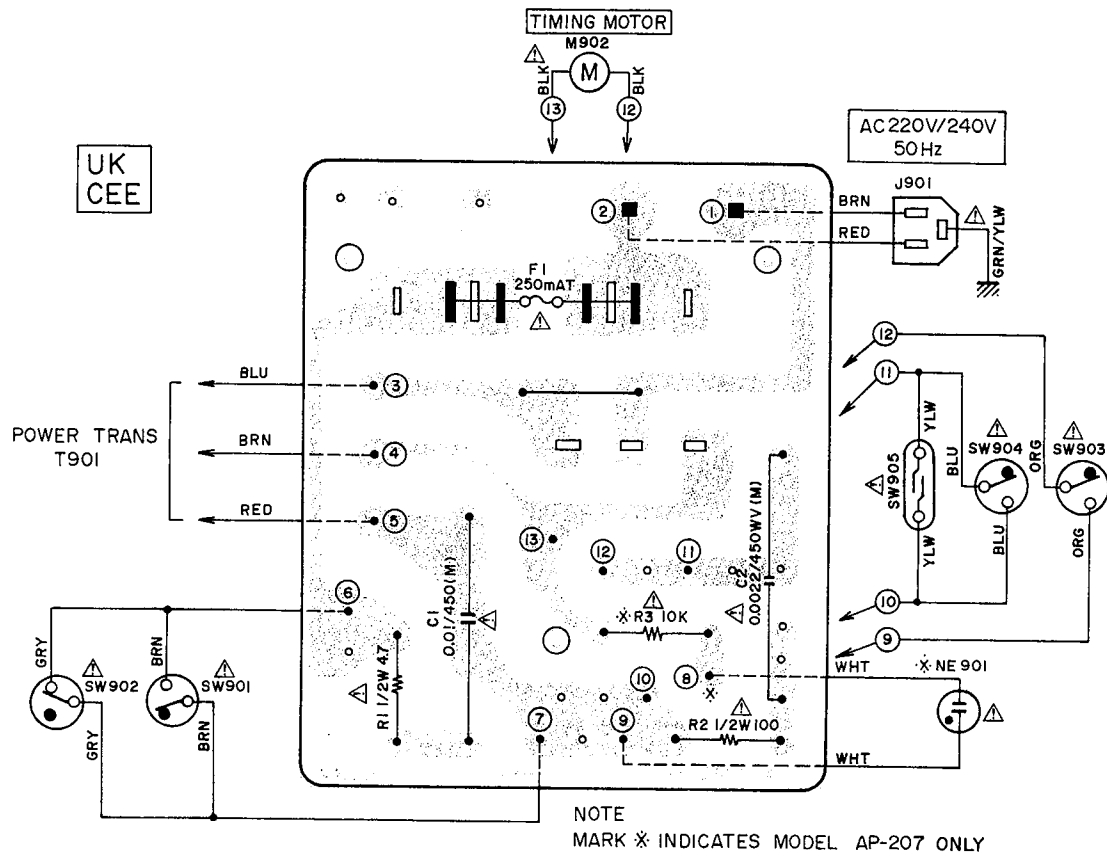 TIMING MOTOR
M902
BLK
BLK
M
13
12
AC 220V/240V
50Hz
UK
CEE
J901
BRN
RED
GRN/YLW
2
1
F1
250mAT
12
11
BLU
3
POWER TRANS
T901
BRN
4
RED
5
YLW
BLU
SW904
ORG
SW903
SW905
YLW
BLU
ORG
13
12
11
6
C1
0.01/450(M)
C2
0.0022/450WV(M)
※R3 10K
10
9
GRY
BRN
SW902
SW901
R1 1/2W 4.7
10
8
※
WHT
※NE901
GRY
BRN
7
9
R2 1/2W 100
WHT
NOTE
MARK ※ INDICATES MODEL AP-207 ONLY